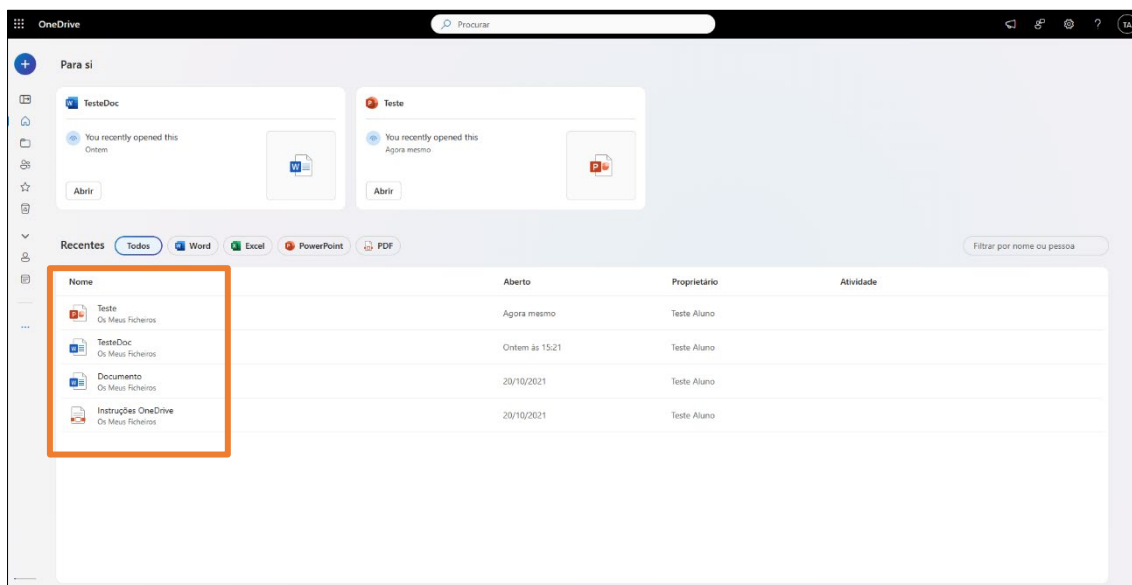 OneDrive
Procurar
TA
Para si
TesteDoc
You recently opened this
Ontem
Abrir
Teste
You recently opened this
Agora mesmo
Abrir
Recentes Todos Word Excel PowerPoint PDF Filtrar por nome ou pessoa
Nome Aberto Proprietário Atividade
Teste
Os Meus Ficheiros
Agora mesmo Teste Aluno
TesteDoc
Os Meus Ficheiros
Ontem às 15:21 Teste Aluno
Documento
Os Meus Ficheiros
20/10/2021 Teste Aluno
Instruções OneDrive
Os Meus Ficheiros
20/10/2021 Teste Aluno